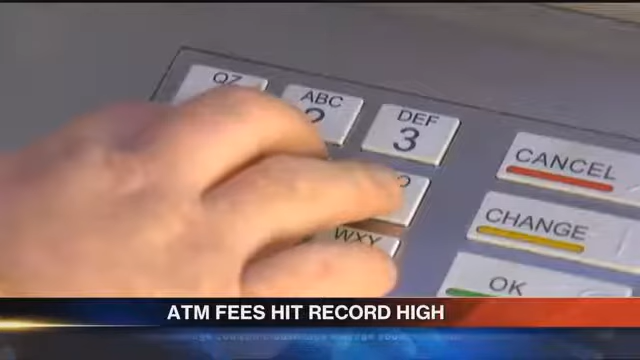 QZ
ABC
2
DEF
3
CANCEL
WXY
CHANGE
OK
ATM FEES HIT RECORD HIGH